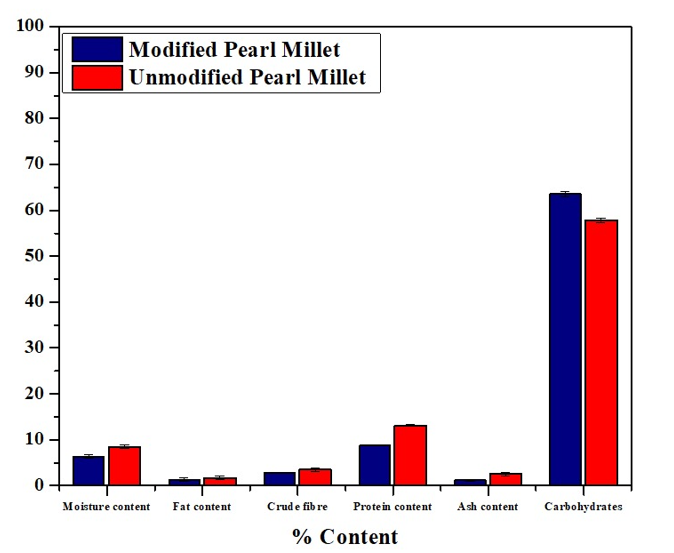 100
Modified Pearl Millet
90
Unmodified Pearl Millet
80
70
60
50
40
30
20
10
0
Moisture content Fat content Crude fibre Protein content Ash content Carbohydrates
% Content